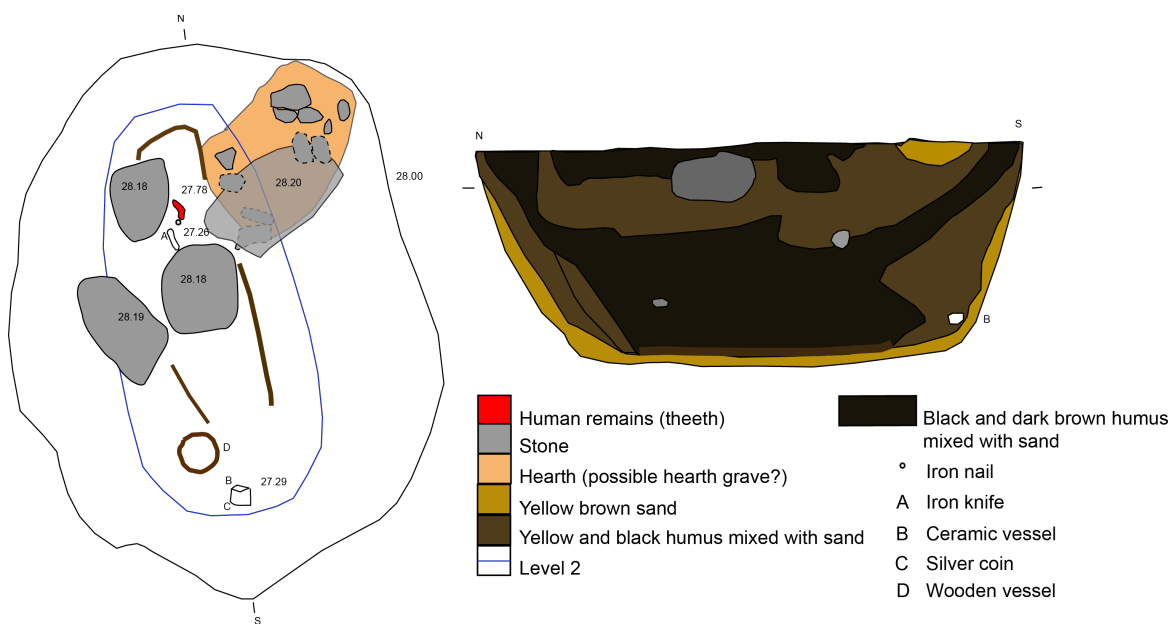 N
28.18
27.78
28.20
28.00
A
27.26
28.18
28.19
D
B
27.29
C
S
N
S
B
Human remains (theeth)
Stone
Hearth (possible hearth grave?)
Yellow brown sand
Yellow and black humus mixed with sand
Level 2
Black and dark brown humus
mixed with sand
Iron nail
A Iron knife
B Ceramic vessel
C Silver coin
D Wooden vessel